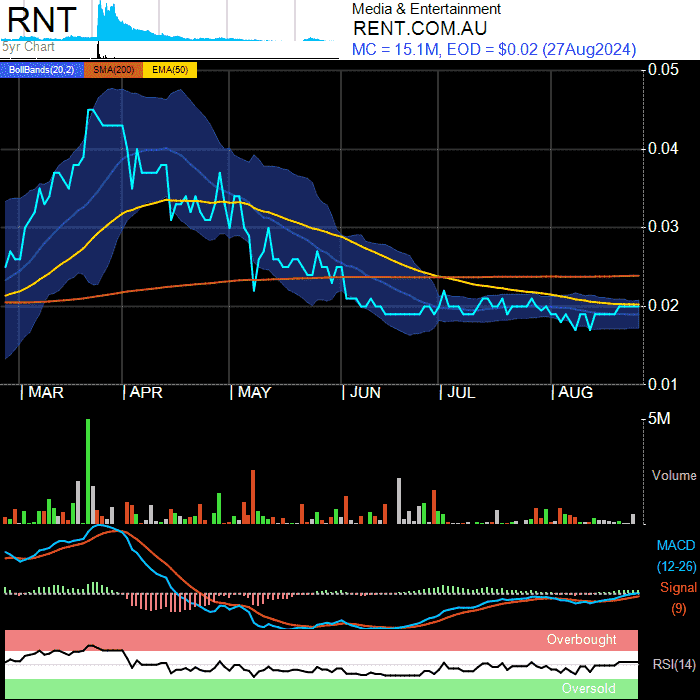 RNT
5yr Chart
Media & Entertainment
RENT.COM.AU
MC = 15.1M, EOD = $0.02 (27Aug2024)
BollBands(20,2) SMA(200) EMA(50)
0.05
0.04
0.03
0.02
0.01
MAR APR MAY JUN JUL AUG
5M
Volume
MACD
(12-26)
Signal
(9)
Overbought
RSI(14)
Oversold